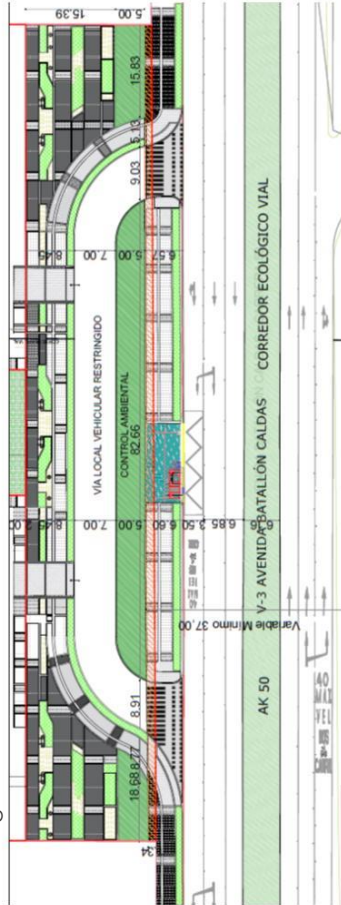 15.39
5.00
15.83
5.13
9.03
8.45
7.00
5.00
6.57
VÍA LOCAL VEHICULAR RESTRINGIDO
CONTROL AMBIENTAL
82.66
8.45
7.00
5.00
6.60
3.50
6.85
V-3 AVENIDA BATALLÓN CALDAS
CORREDOR ECOLÓGICO VIAL
Variable Mínimo 37,00
AK 50
8.91
8.77
18.68
40
MAX
VEL